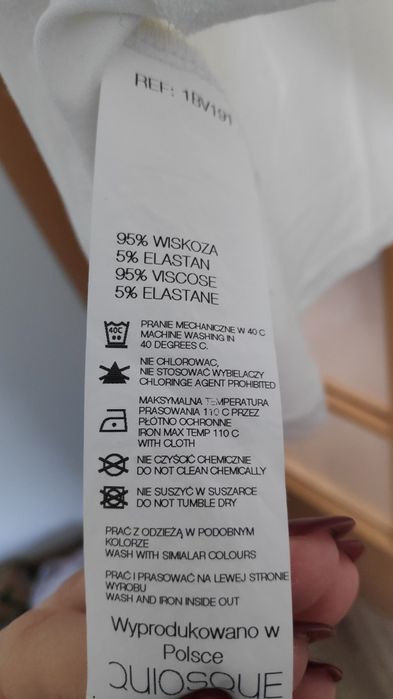 REF: 1BV191
95% WISKOZA
5% ELASTAN
95% VISCOSE
5% ELASTANE
40C
PRANIE MECHANICZNE W 40 C
MACHINE WASHING IN
40 DEGREES C.
NIE CHLOROWAC,
NIE STOSOWAĆ WYBIELACZY
CHLORINGE AGENT PROHIBITED
MAKSYMALNA TEMPERATURA
PRASOWANIA 110 C PRZEZ
PŁÓTNO OCHRONNE
IRON MAX TEMP 110 C
WITH CLOTH
NIE CZYŚCIĆ CHEMICZNIE
DO NOT CLEAN CHEMICALLY
NIE SUSZYĆ W SUSZARCE
DO NOT TUMBLE DRY
PRAĆ Z ODZIEŻĄ W PODOBNYM
KOLORZE
WASH WITH SIMIALAR COLOURS
PRAĆ I PRASOWAĆ NA LEWEJ STRONIE
WYROBU
WASH AND IRON INSIDE OUT
Wyprodukowano w
Polsce